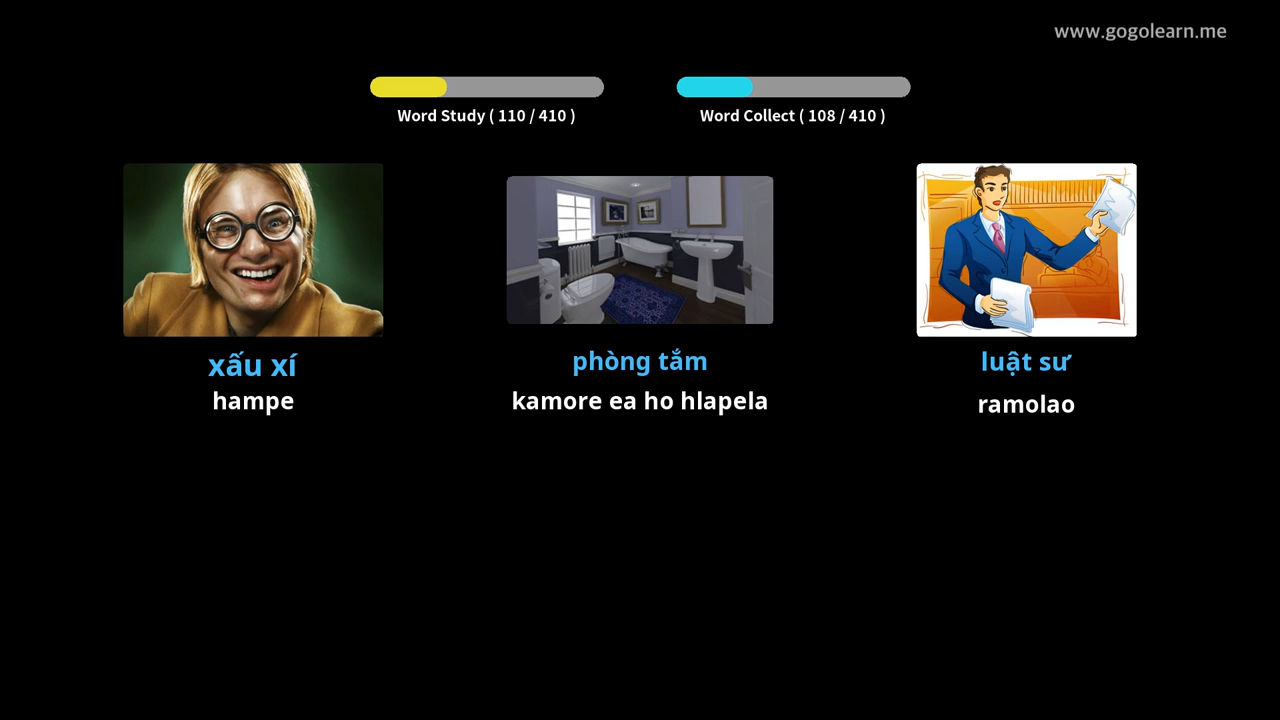 www.gogolearn.me
Word Study ( 110 / 410 )
Word Collect ( 108 / 410 )
xấu xí
hampe
phòng tắm
kamore ea ho hlapela
luật sư
ramolao